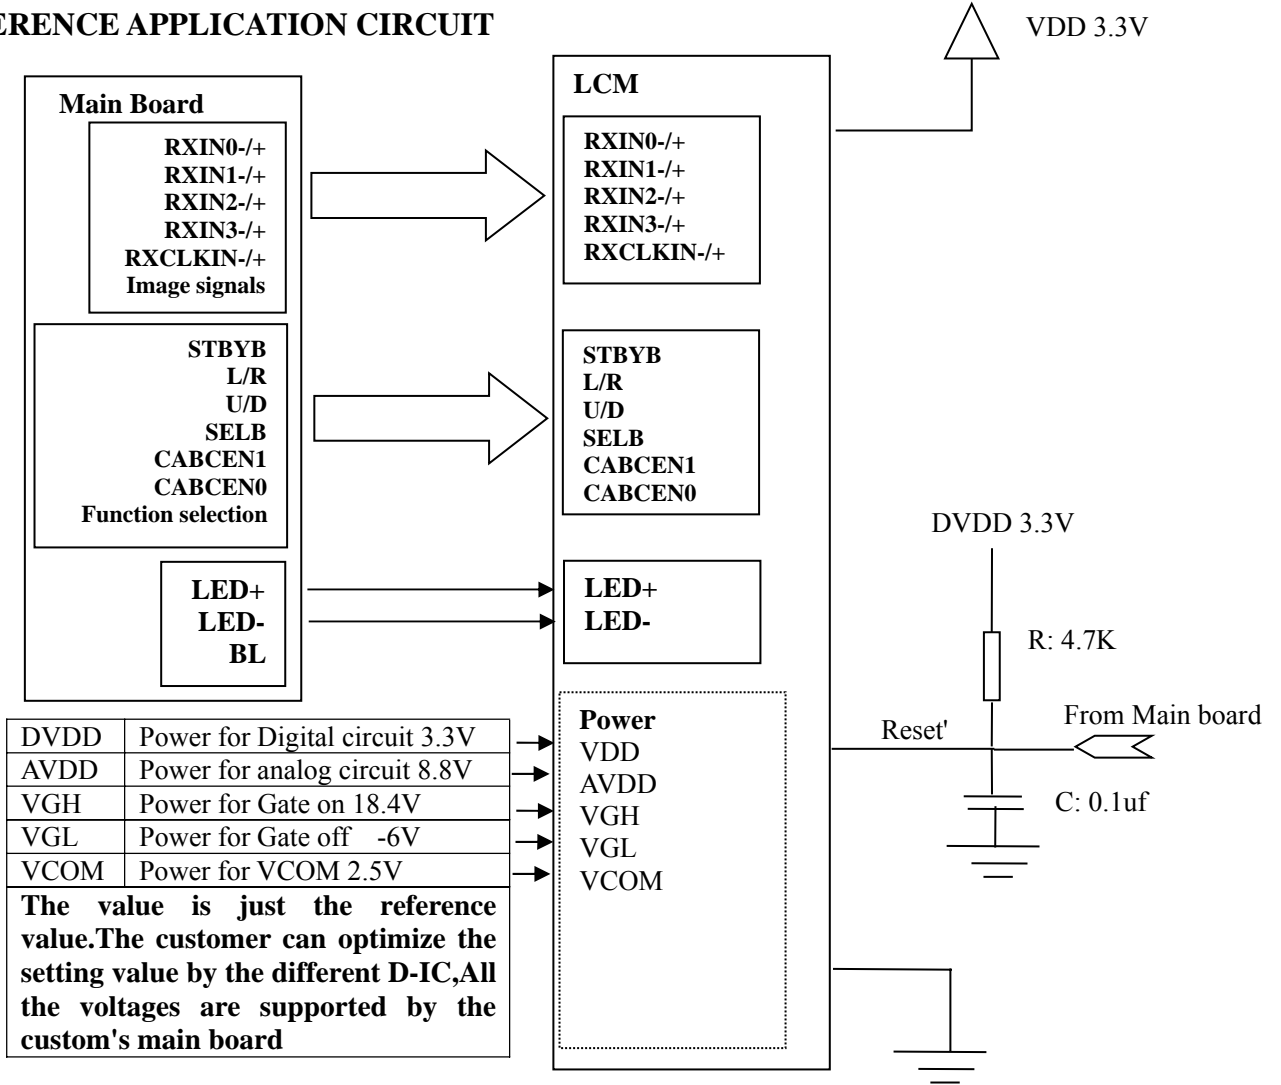 ERENCE APPLICATION CIRCUIT
VDD 3.3V
Main Board
RXIN0-/+
RXIN1-/+
RXIN2-/+
RXIN3-/+
RXCLKIN-/+
Image signals
STBYB
L/R
U/D
SELB
CABCEN1
CABCEN0
Function selection
LED+
LED-
BL
LCM
RXIN0-/+
RXIN1-/+
RXIN2-/+
RXIN3-/+
RXCLKIN-/+
STBYB
L/R
U/D
SELB
CABCEN1
CABCEN0
LED+
LED-
Power
VDD
AVDD
VGH
VGL
VCOM
DVDD 3.3V
R: 4.7K
Reset'
From Main board
C: 0.1uf
DVDD Power for Digital circuit 3.3V
AVDD Power for analog circuit 8.8V
VGH Power for Gate on 18.4V
VGL Power for Gate off -6V
VCOM Power for VCOM 2.5V
The value is just the reference
value.The customer can optimize the
setting value by the different D-IC,All
the voltages are supported by the
custom's main board